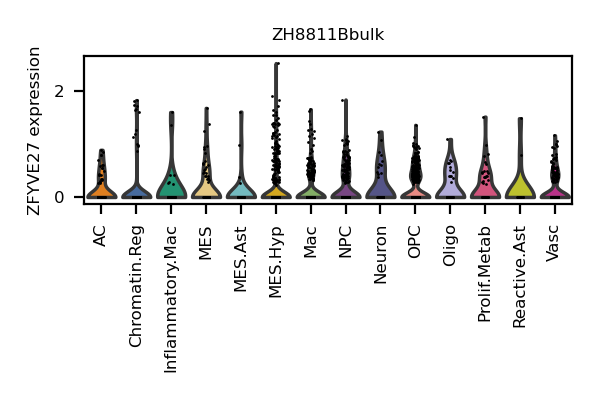 ZH8811Bbulk
ZFYVE27 expression
2
0
AC
Chromatin.Reg
Inflammatory.Mac
MES
MES.Ast
MES.Hyp
Mac
NPC
Neuron
OPC
Oligo
Prolif.Metab
Reactive.Ast
Vasc